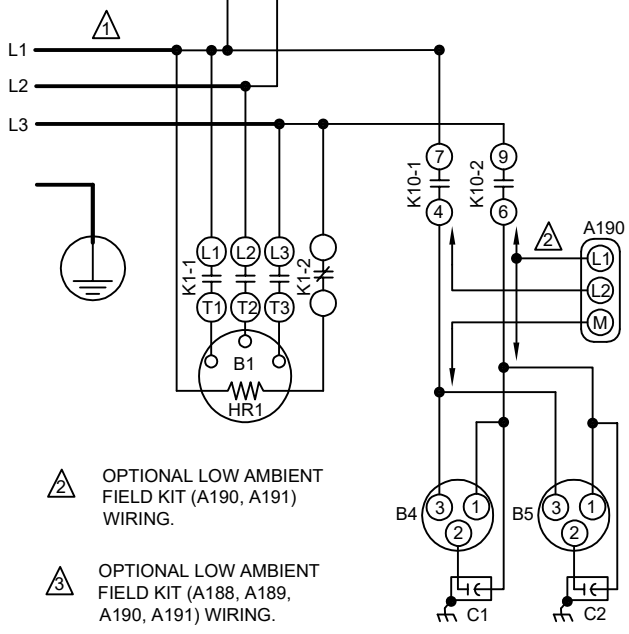 1
L1
L2
L3
K1-1
L1
L2
L3
T1
T2
T3
K1-2
B1
HR1
K10-1
7
4
K10-2
9
6
2
A190
L1
L2
M
B4
3
1
2
B5
3
1
2
C1
C2
2
OPTIONAL LOW AMBIENT
FIELD KIT (A190, A191)
WIRING.
3
OPTIONAL LOW AMBIENT
FIELD KIT (A188, A189,
A190, A191) WIRING.